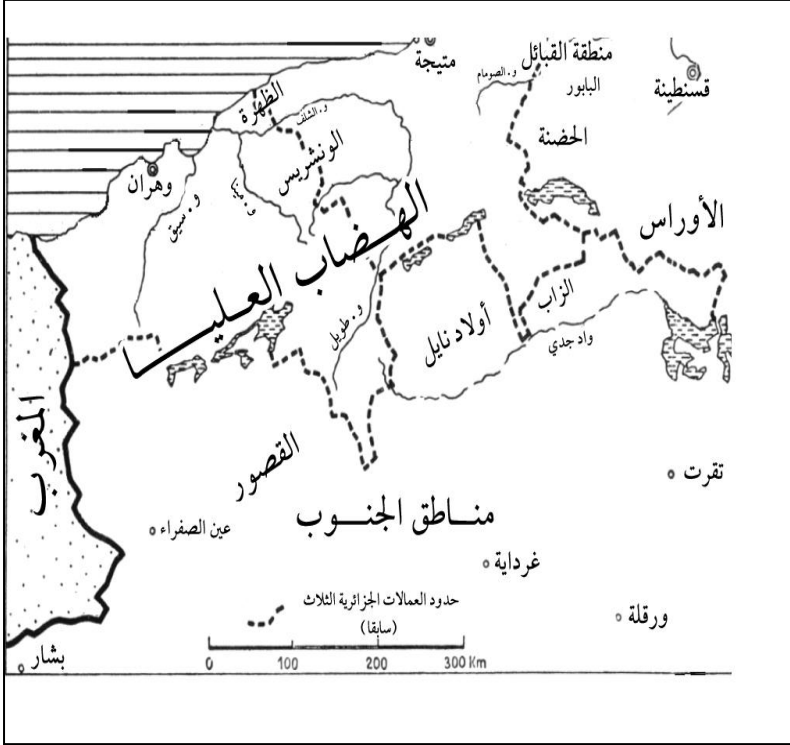 متيجة
منطقة القبائل
و. الصومام
البابور
قسنطينة
الظهرة
و. الشلف
الحضنة
الونشريس
وهران
و. مينا
و. سيق
الأوراس
الهضاب العليا
الزاب
أولاد نايل
و. طويل
واد جدي
المغرب
القصور
تقرت
مناطق الجنوب
عين الصفراء
غرداية
حدود العمالات الجزائرية الثلاث
(سابقا)
ورقلة
0 100 200 300 Km
بشار